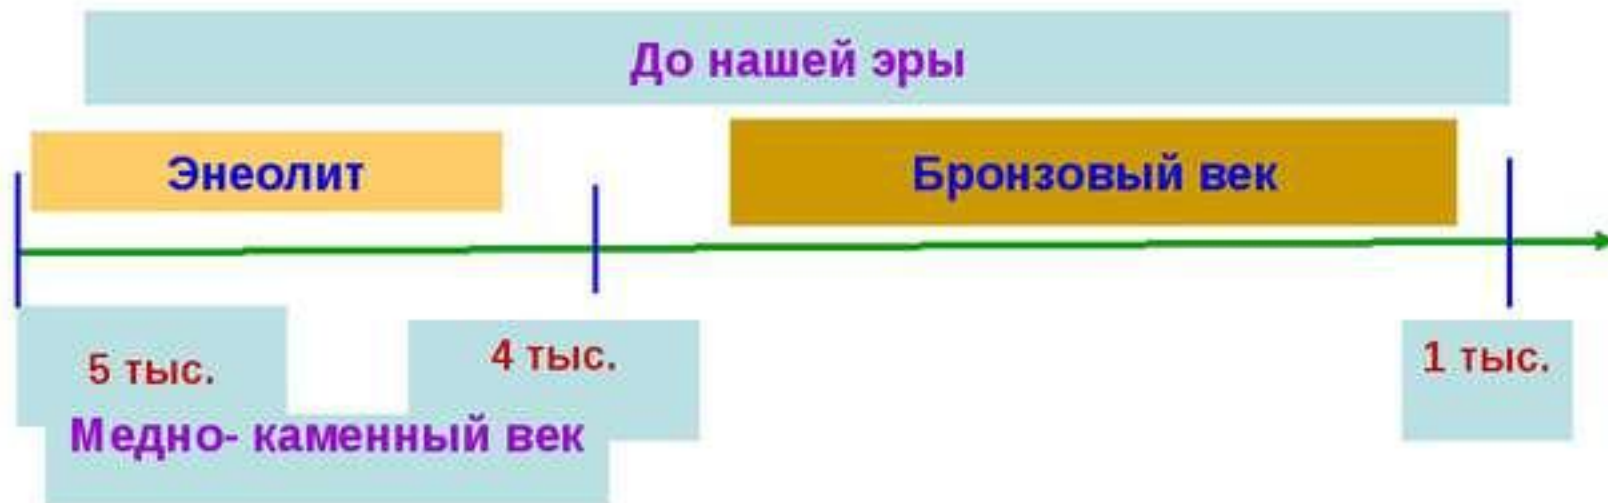 До нашей эры
Энеолит
Бронзовый век
5 тыс.
4 тыс.
1 тыс.
Медно- каменный век